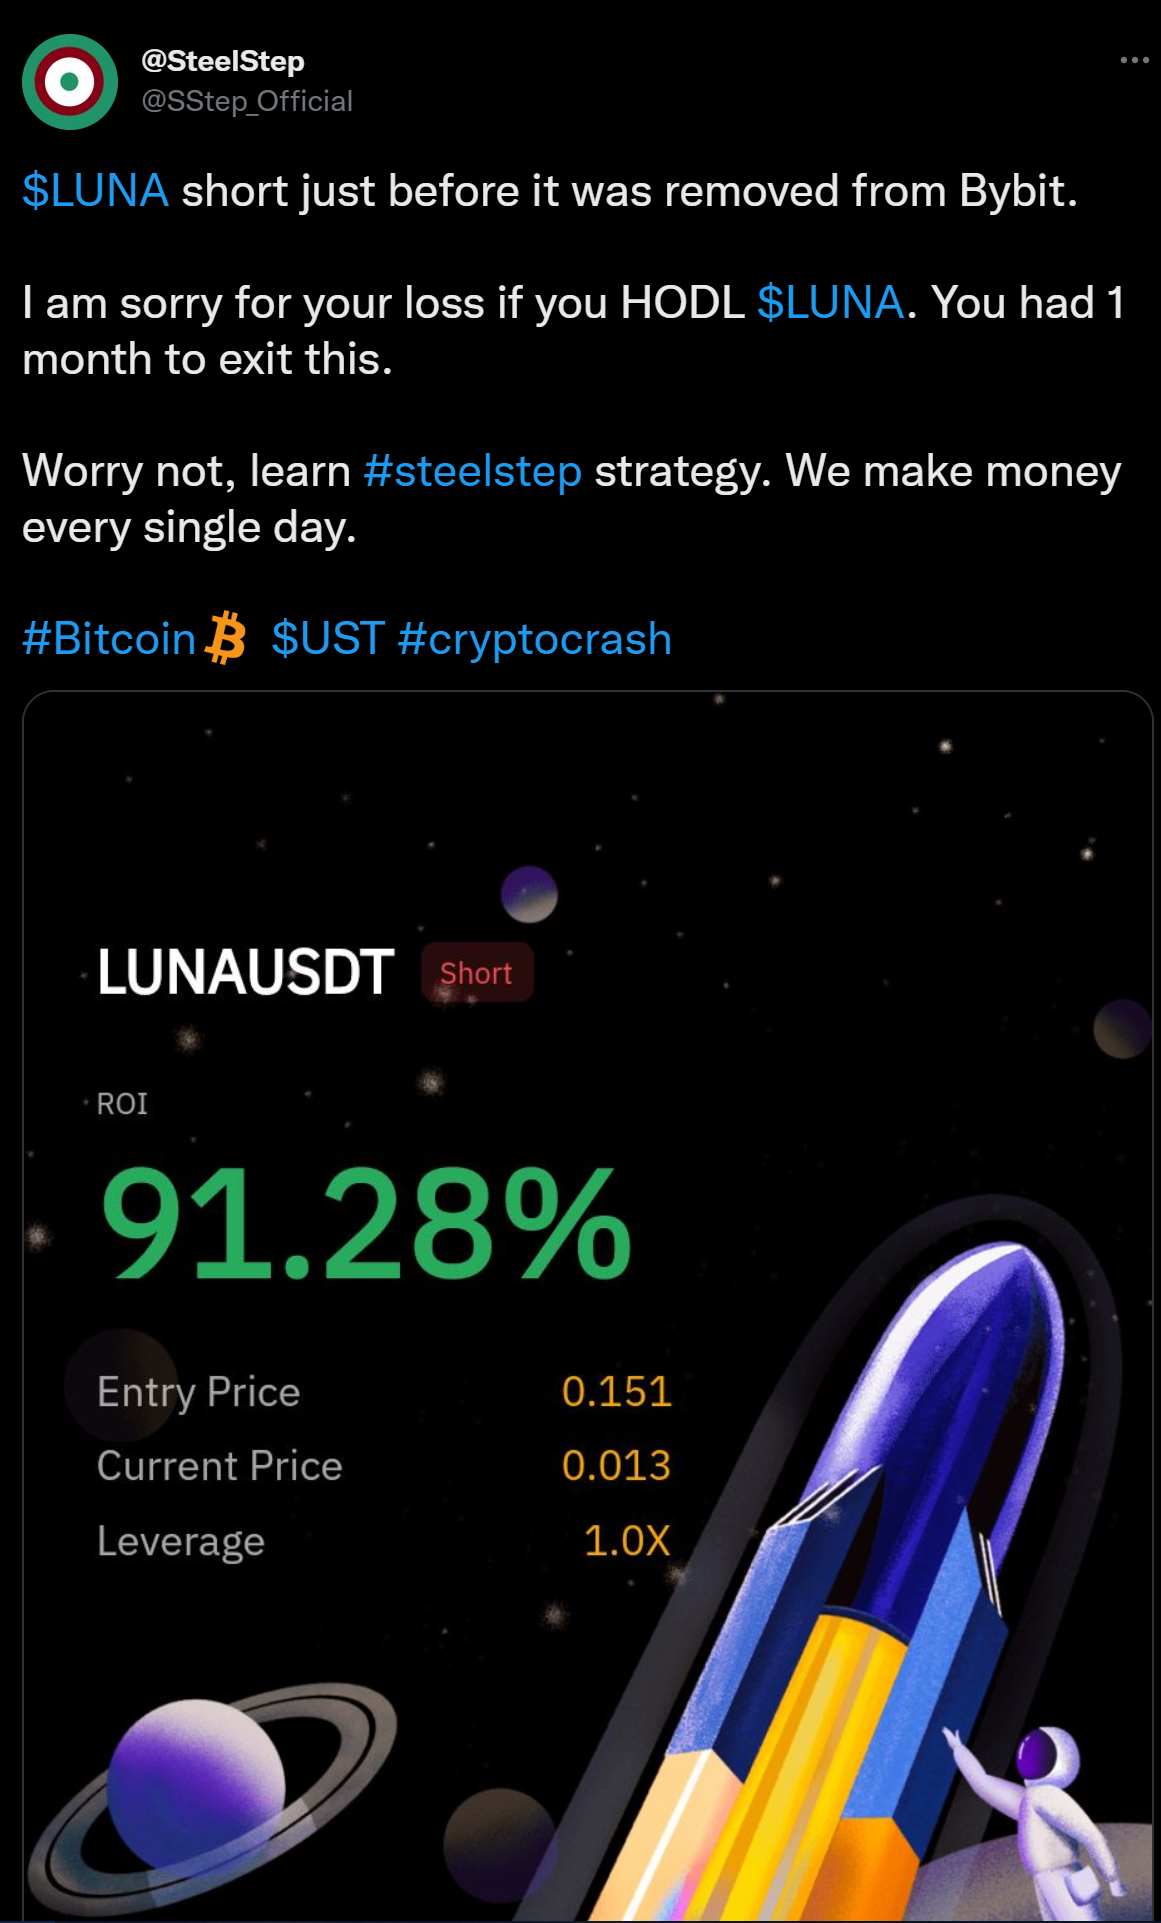 @SteelStep
@SStep_Official
$LUNA short just before it was removed from Bybit.
I am sorry for your loss if you HODL $LUNA. You had 1
month to exit this.
Worry not, learn #steelstep strategy. We make money
every single day.
#Bitcoin $UST #cryptocrash
LUNAUSDT Short
ROI
91.28%
Entry Price 0.151
Current Price 0.013
Leverage 1.0X